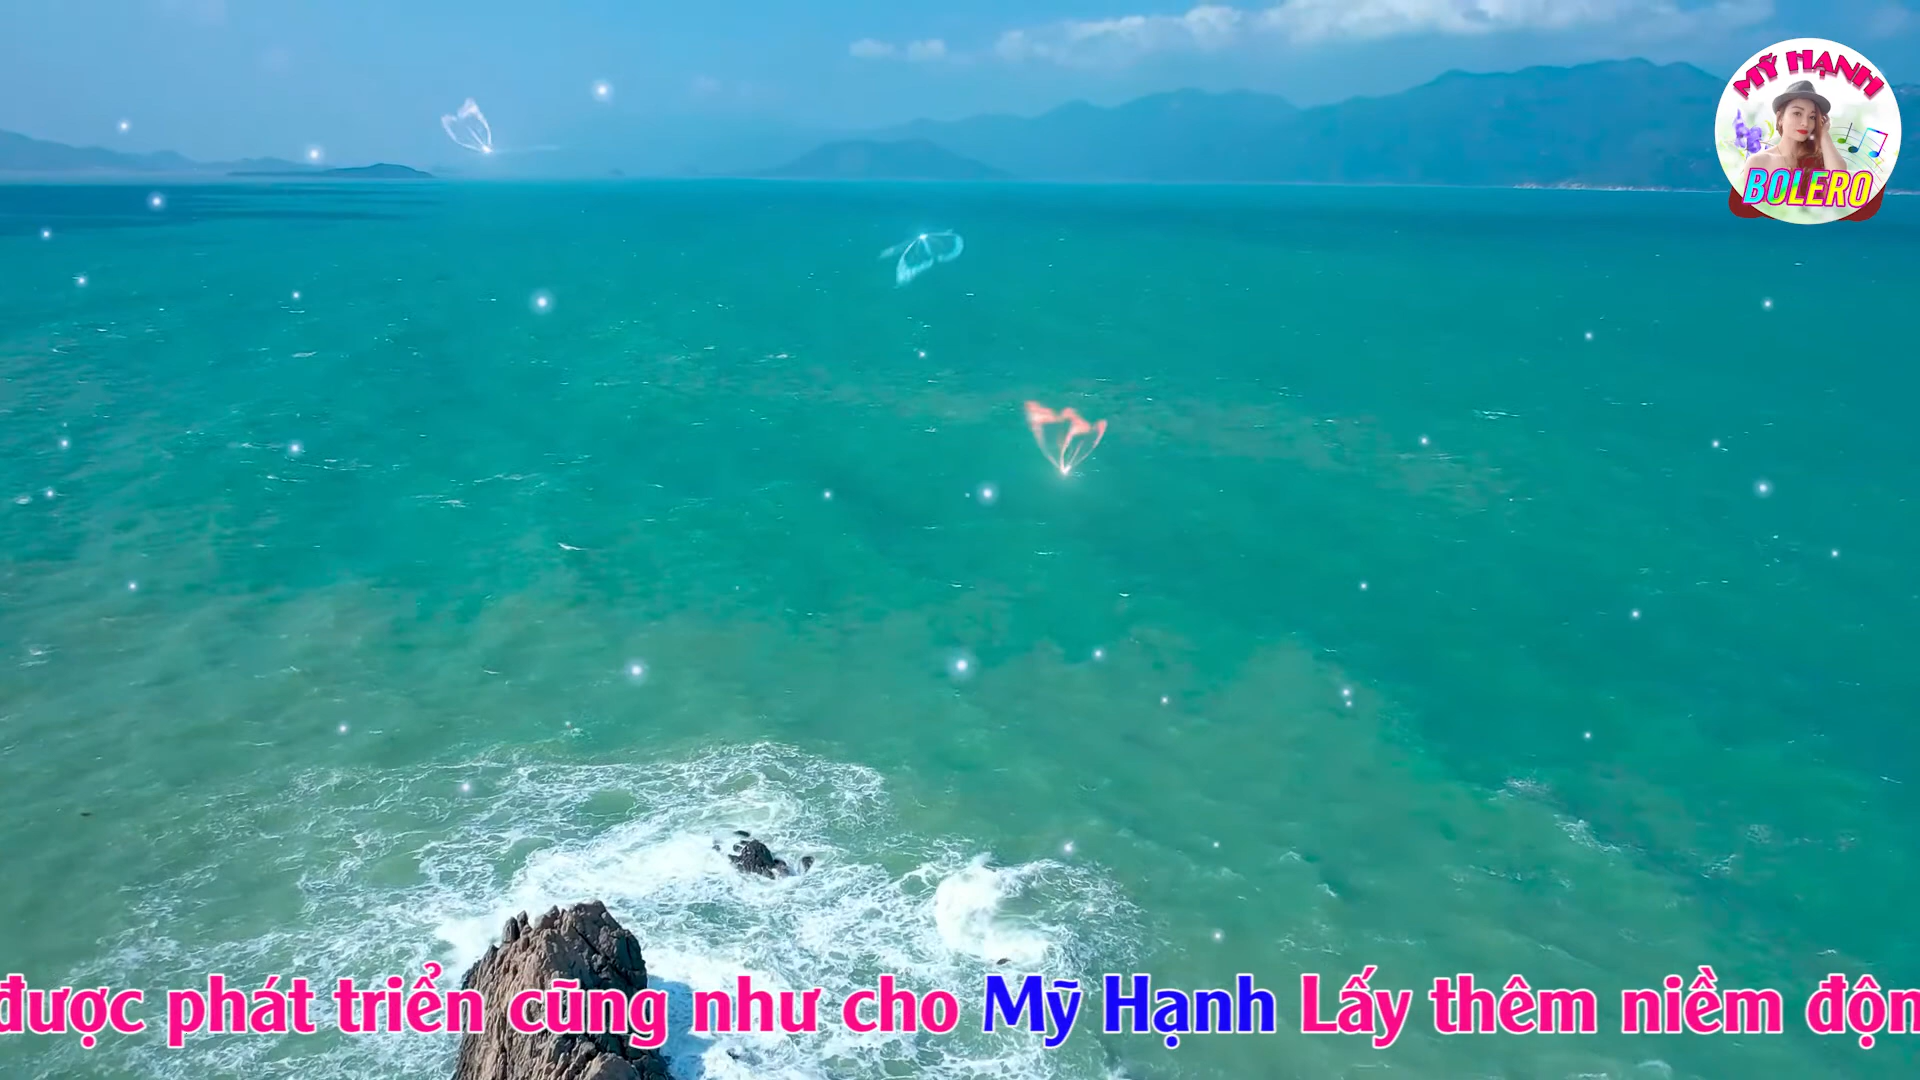 MỸ HẠNH
BOLERO
được phát triển cũng như cho Mỹ Hạnh Lấy thêm niềm độn